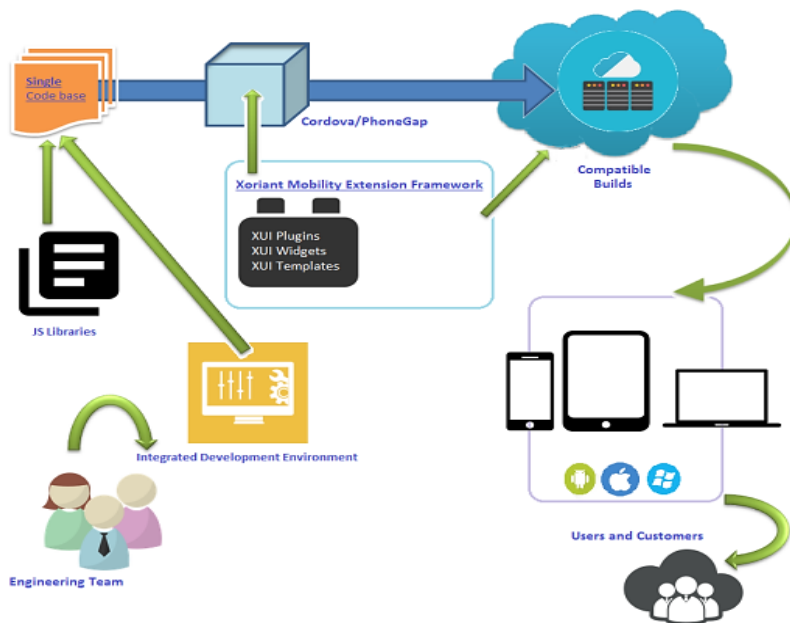 Single
Code base
Cordova/PhoneGap
Compatible
Builds
Xoriant Mobility Extension Framework
XUI Plugins
XUI Widgets
XUI Templates
JS Libraries
Integrated Development Environment
Engineering Team
Users and Customers